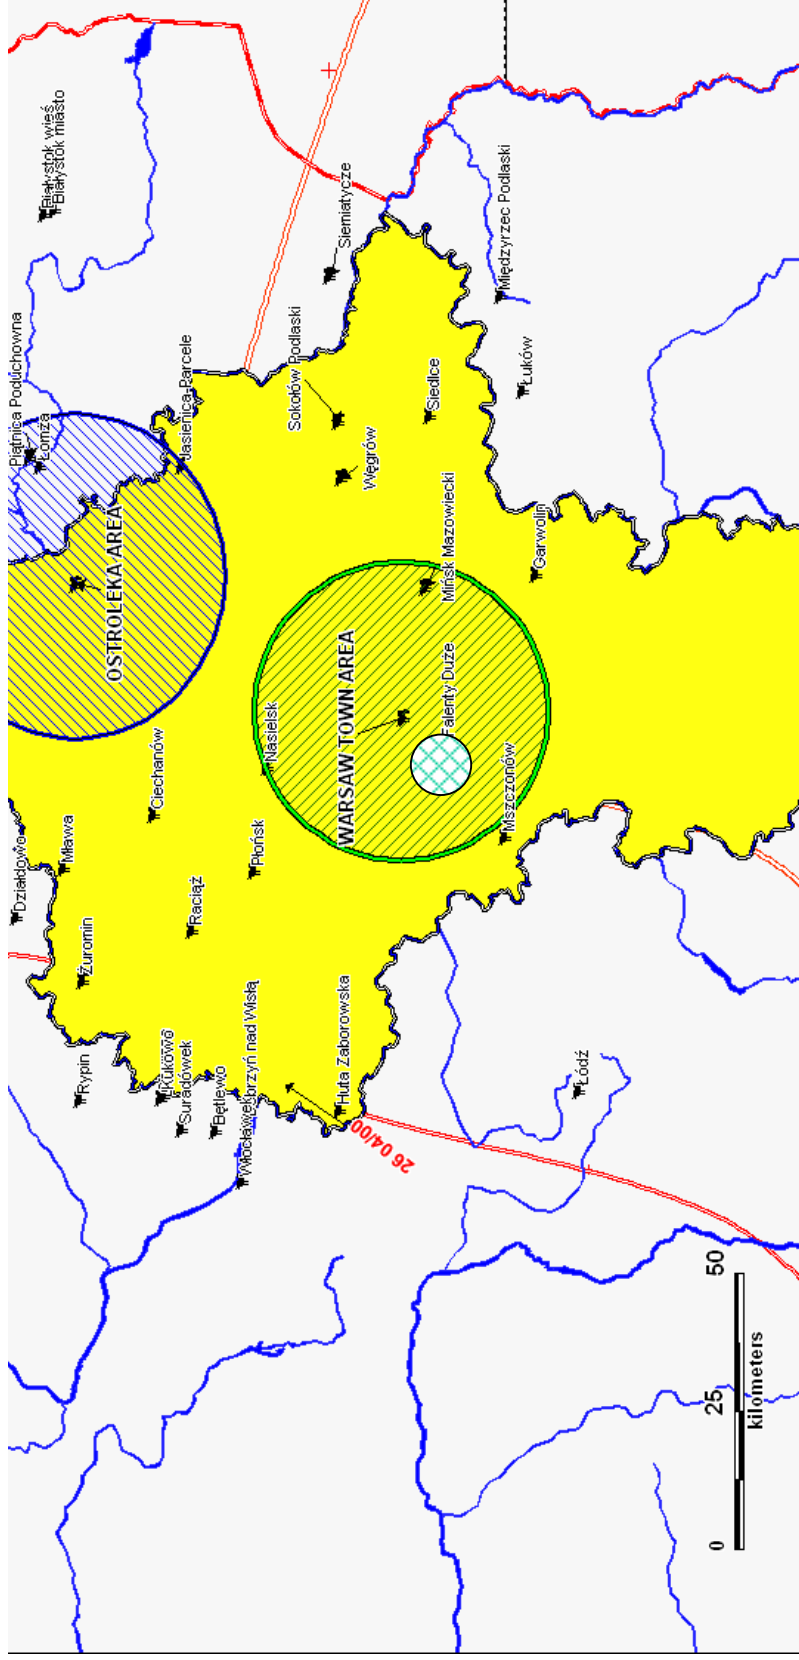 Działdowo
Piątnica Poduchowna
Łomża
Białystok wieś
Białystok miasto
Mława
Rypin
Żuromin
OSTROLEKA AREA
Ciechanów
Kukowo
Suradówek
Jasienica-Parcele
Raciąż
Bętlewo
Włocławek
Dobrzyń nad Wisłą
Płońsk
Nasielsk
Sokołów Podlaski
Huta Zaborowska
WARSAW TOWN AREA
Siemiatycze
Węgrów
26 04/00
Siedlce
Falenty Duże
Mińsk Mazowiecki
Mszczonów
Międzyrzec Podlaski
Łuków
Garwolin
Łódź
0 25 50
kilometers